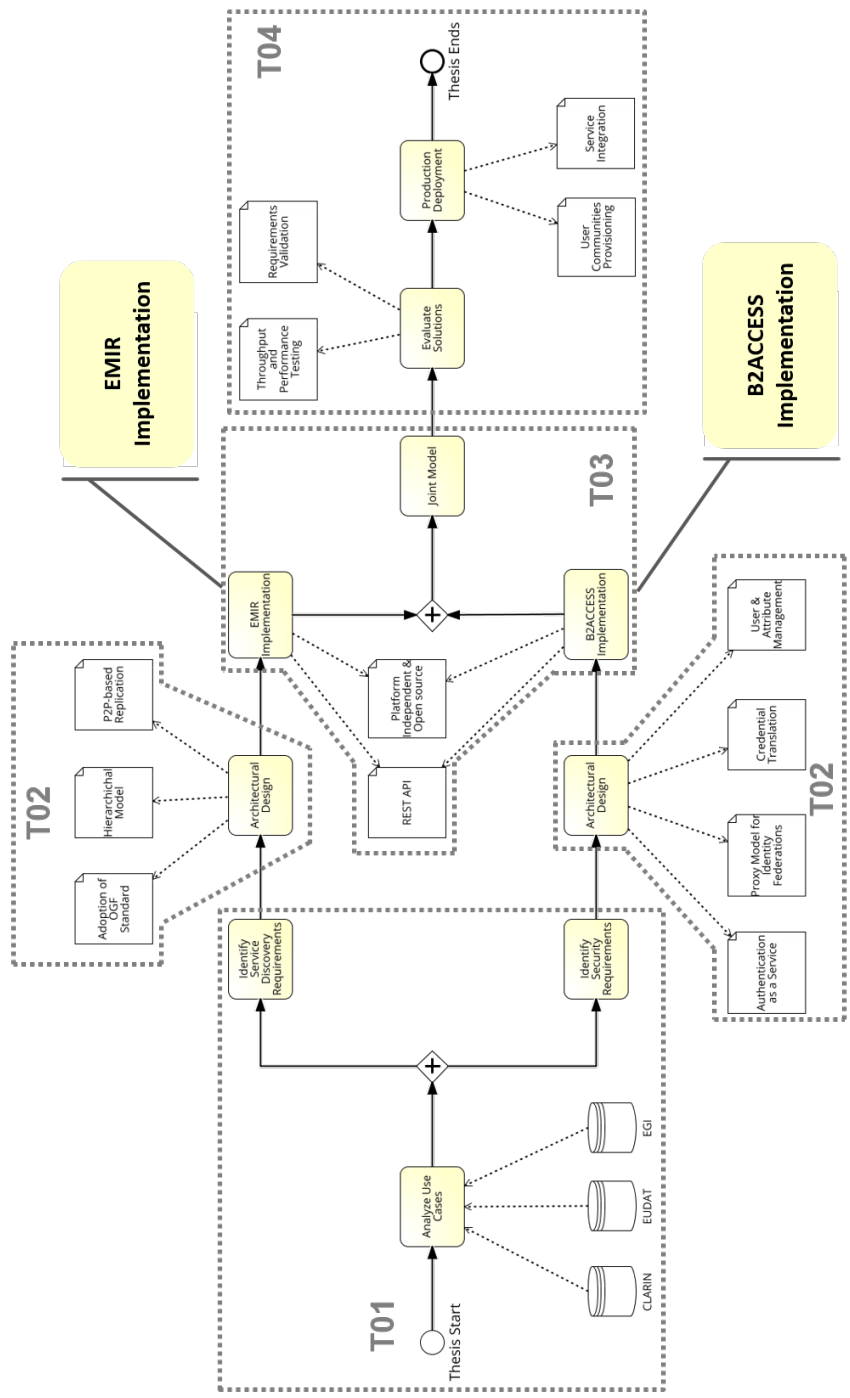 T01
Thesis Start
Analyze Use
Cases
CLARIN
EUDAT
EGI
Identify
Service
Discovery
Requirements
Identify
Security
Requirements
T02
Adoption of
OGF
Standard
Hierarchichal
Model
P2P-based
Replication
Architectural
Design
Architectural
Design
Authentication
as a Service
Proxy Model for
Identity
Federations
Credential
Translation
User &
Attribute
Management
T02
EMIR
Implementation
EMIR
Implementation
REST API
Platform
Independent &
Open source
B2ACCESS
Implementation
Joint Model
T03
B2ACCESS
Implementation
T04
Throughput
and
Performance
Testing
Requirements
Validation
Evaluate
Solutions
Production
Deployment
User
Communities
Provisioning
Service
Integration
Thesis Ends